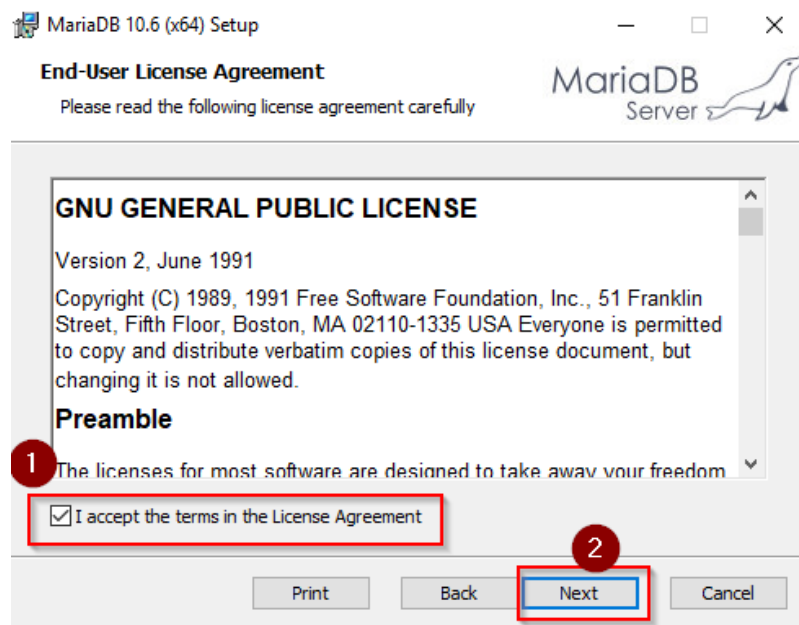 MariaDB 10.6 (x64) Setup
End-User License Agreement
Please read the following license agreement carefully
MariaDB
Server
GNU GENERAL PUBLIC LICENSE
Version 2, June 1991
Copyright (C) 1989, 1991 Free Software Foundation, Inc., 51 Franklin
Street, Fifth Floor, Boston, MA 02110-1335 USA Everyone is permitted
to copy and distribute verbatim copies of this license document, but
changing it is not allowed.
Preamble
1
The licenses for most software are designed to take away your freedom
I accept the terms in the License Agreement
2
Print Back Next Cancel